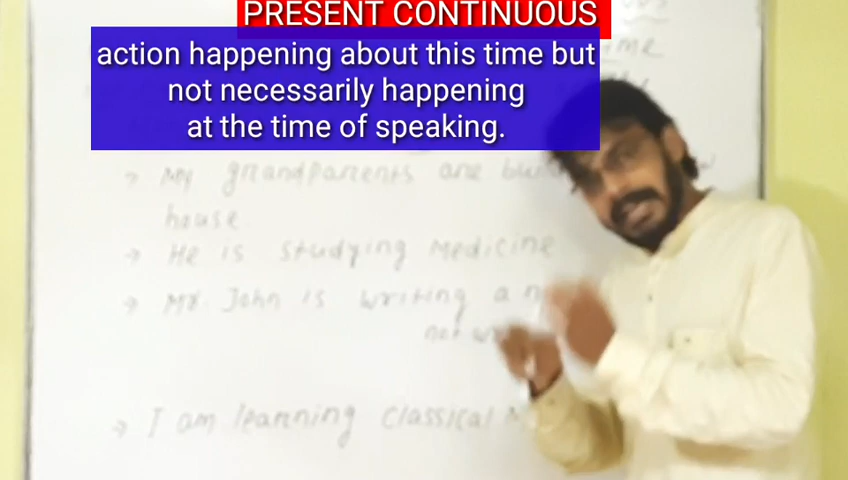 PRESENT CONTINUOUS
action happening about this time but
not necessarily happening
at the time of speaking.
→ My grandparents are
house
→ He is studying Medicine
→ Mr. John is writing a
not
→ I am learning classical